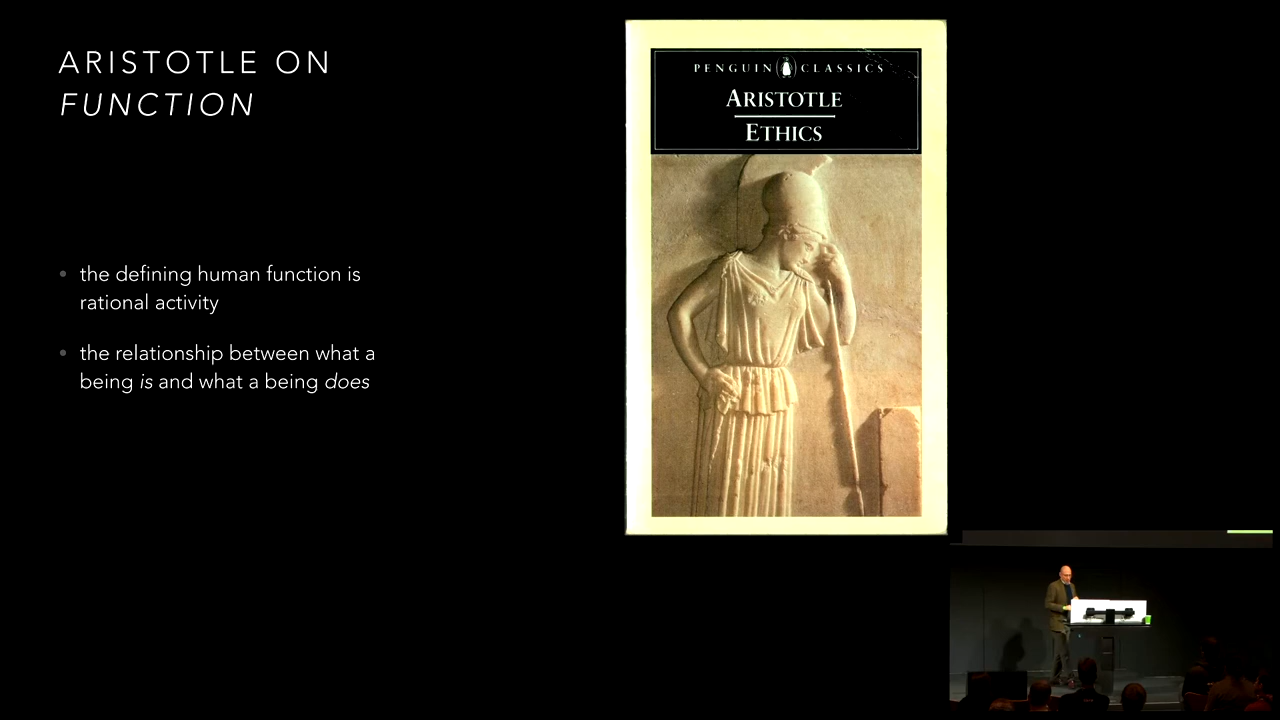 ARISTOTLE ON
FUNCTION
• the defining human function is
rational activity
• the relationship between what a
being is and what a being does
PENGUIN CLASSICS
ARISTOTLE
ETHICS